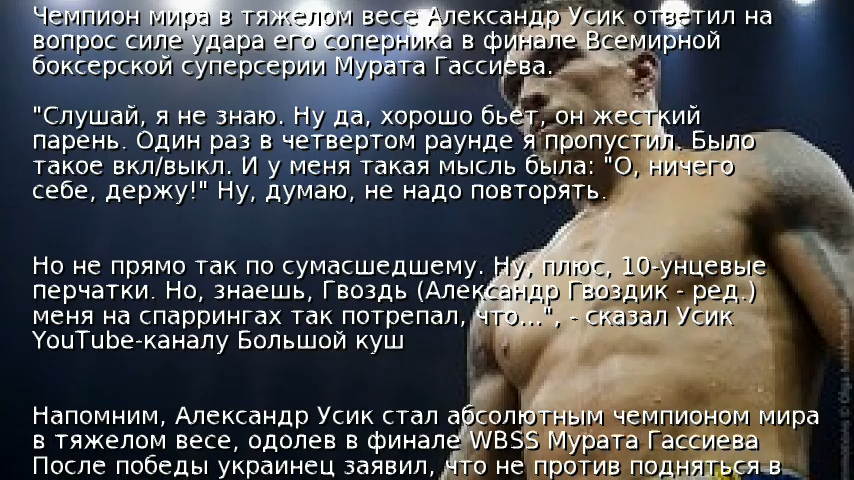 Чемпион мира в тяжелом весе Александр Усик ответил на
вопрос силе удара его соперника в финале Всемирной
боксерской суперсерии Мурата Гассиева.
"Слушай, я не знаю. Ну да, хорошо бьет, он жесткий
парень. Один раз в четвертом раунде я пропустил. Было
такое вкл/выкл. И у меня такая мысль была: "О, ничего
себе, держу!" Ну, думаю, не надо повторять.
Но не прямо так по сумасшедшему. Ну, плюс, 10-унцевые
перчатки. Но, знаешь, Гвоздь (Александр Гвоздик - ред.)
меня на спаррингах так потрепал, что...", - сказал Усик
YouTube-каналу Большой куш
Напомним, Александр Усик стал абсолютным чемпионом мира
в тяжелом весе, одолев в финале WBSS Мурата Гассиева
После победы украинец заявил, что не против подняться в